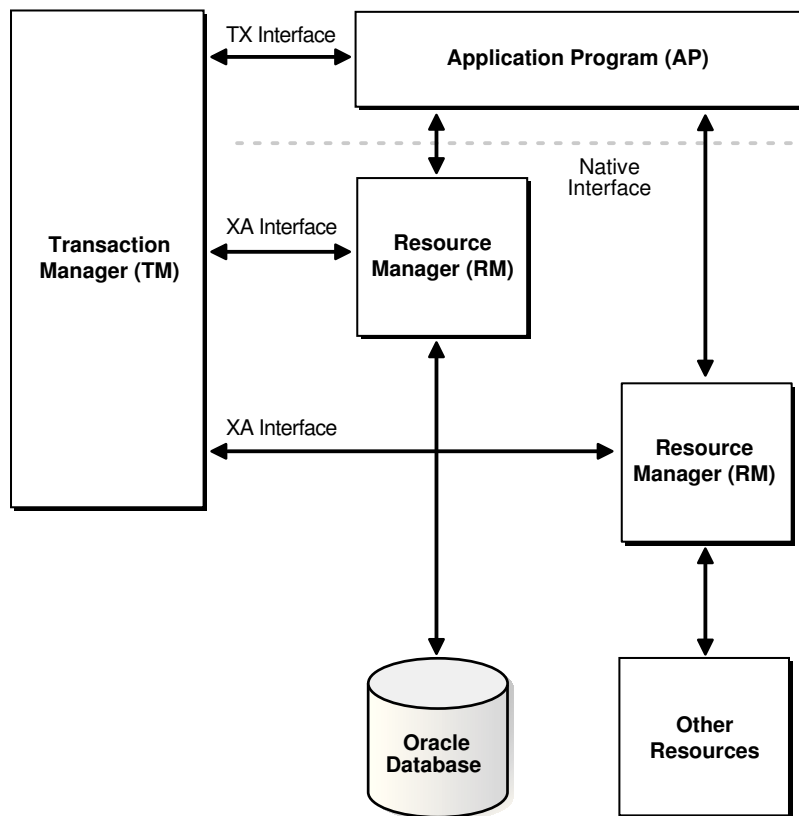 TX Interface
Application Program (AP)
Native
Interface
XA Interface
Transaction
Manager (TM)
Resource
Manager (RM)
XA Interface
Resource
Manager (RM)
Oracle
Database
Other
Resources